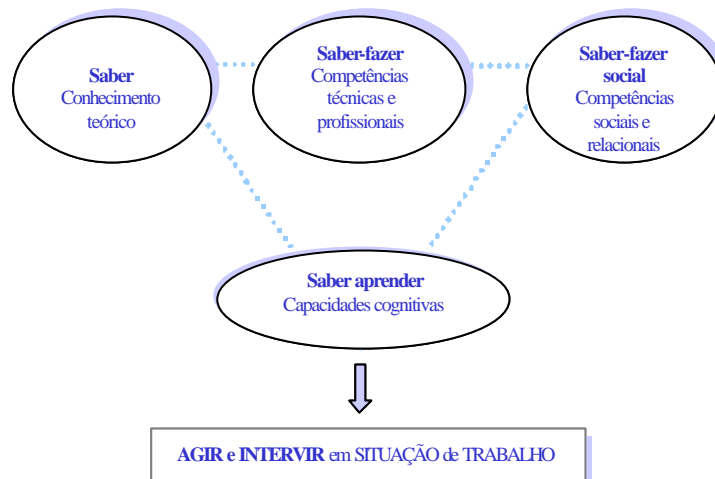 Saber
Conhecimento
teórico
Saber-fazer
Competências
técnicas e
profissionais
Saber-fazer
social
Competências
sociais e
relacionais
Saber aprender
Capacidades cognitivas
AGIR e INTERVIR em SITUAÇÃO de TRABALHO